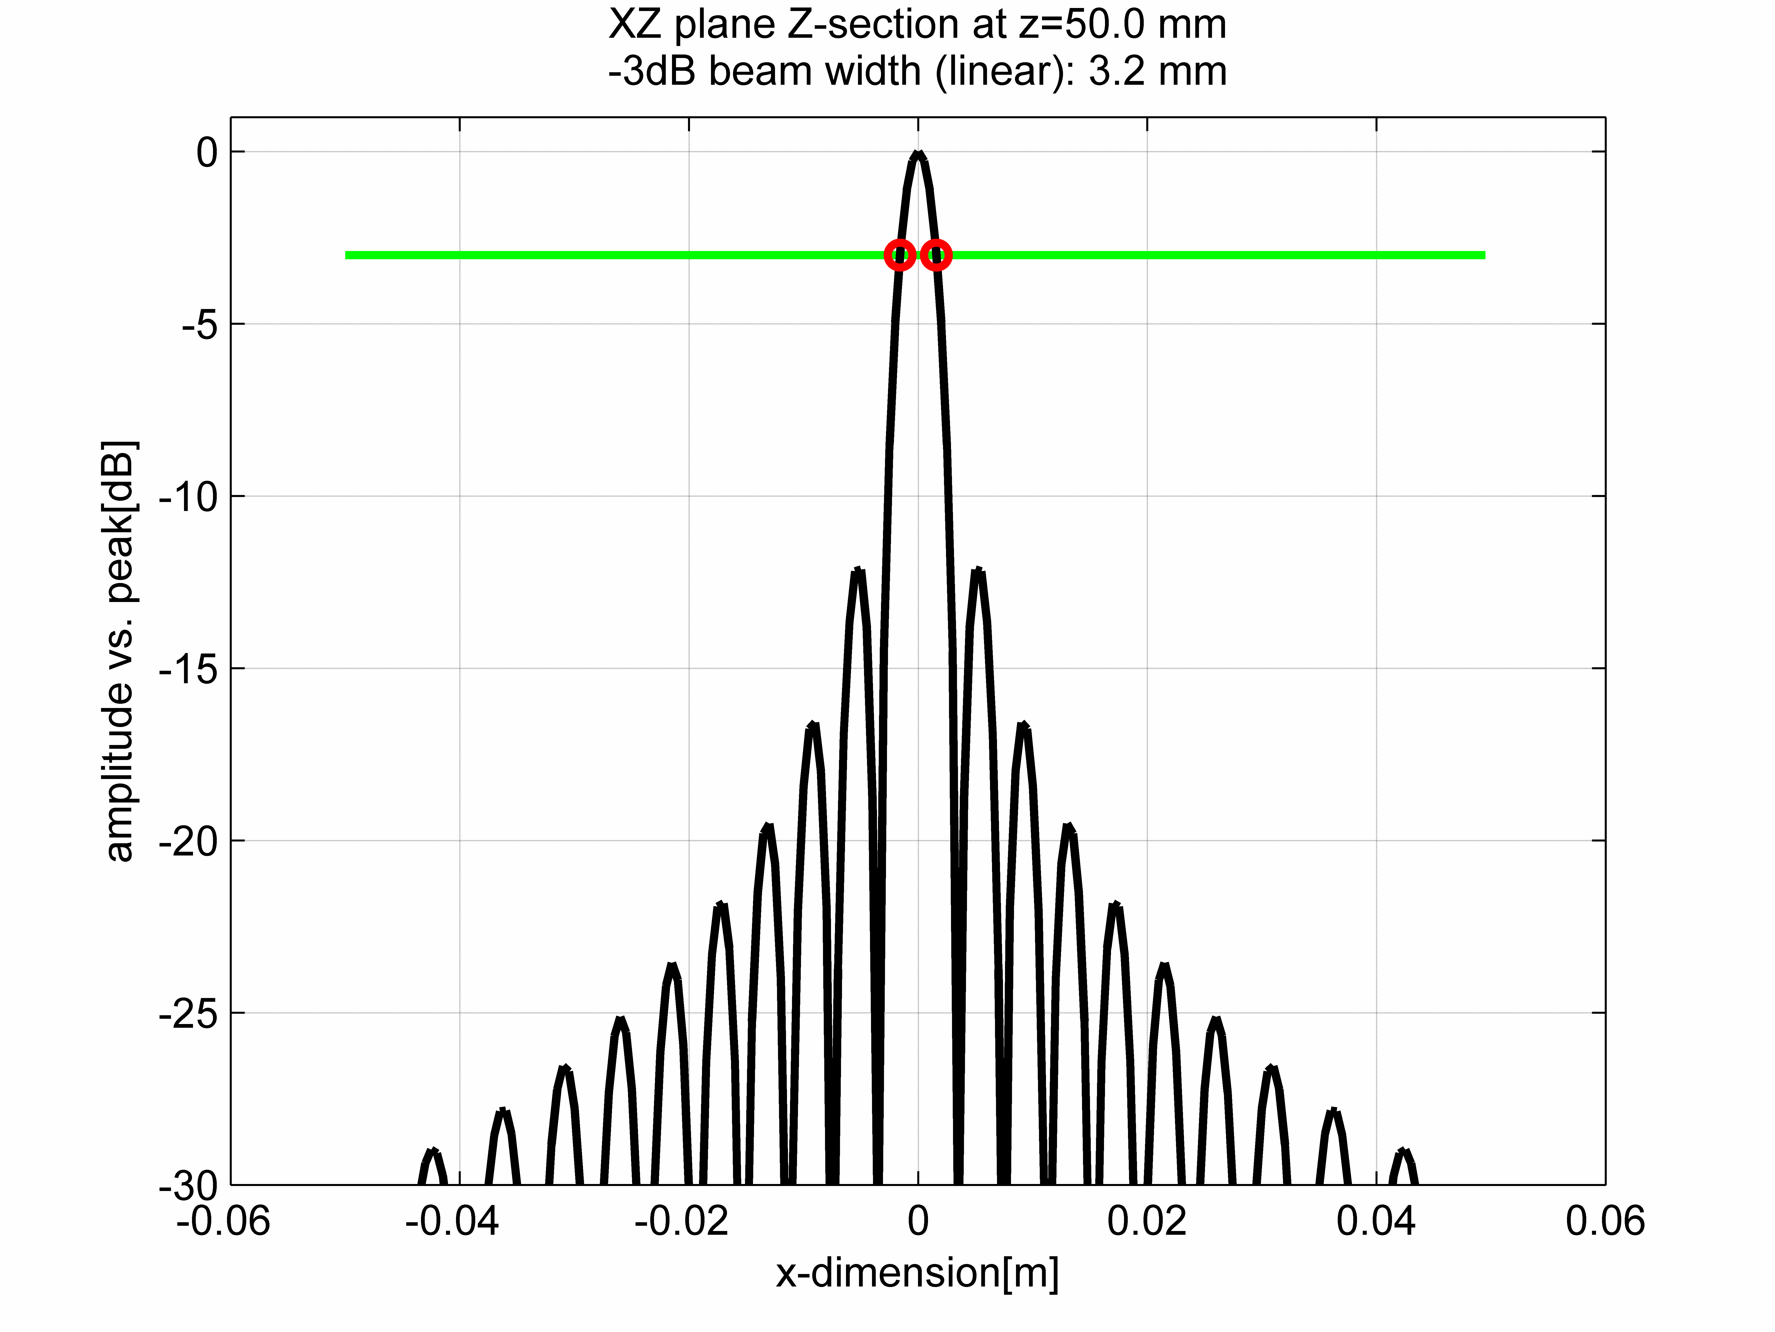 XZ plane Z-section at z=50.0 mm
-3dB beam width (linear): 3.2 mm
amplitude vs. peak[dB]
0
-5
-10
-15
-20
-25
-30
-0.06 -0.04 -0.02 0 0.02 0.04 0.06
x-dimension[m]